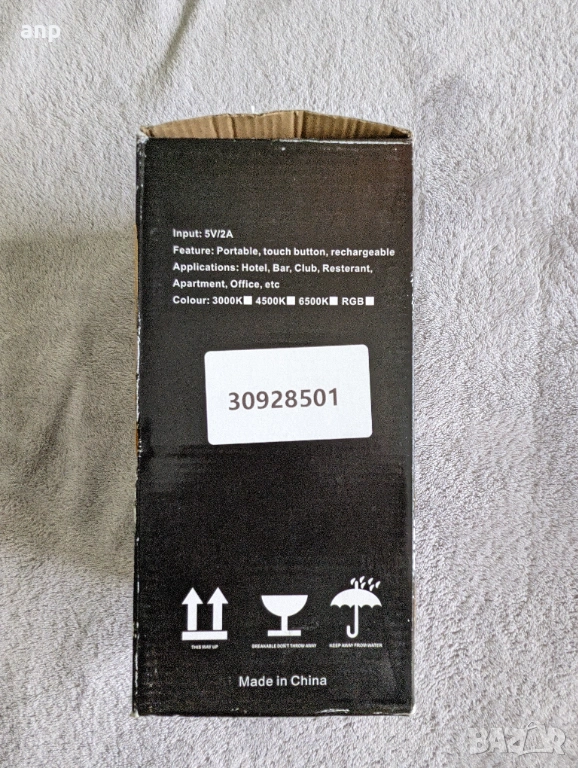 anp
Input: 5V/2A
Feature: Portable, touch button, rechargeable
Applications: Hotel, Bar, Club, Resterant,
Apartment, Office, etc
Colour: 3000K 4500K 6500K RGB
30928501
THIS WAY UP
BREAKABLE DON'T THROW AWAY
KEEP AWAY FROM WATER
Made in China
BAZAR